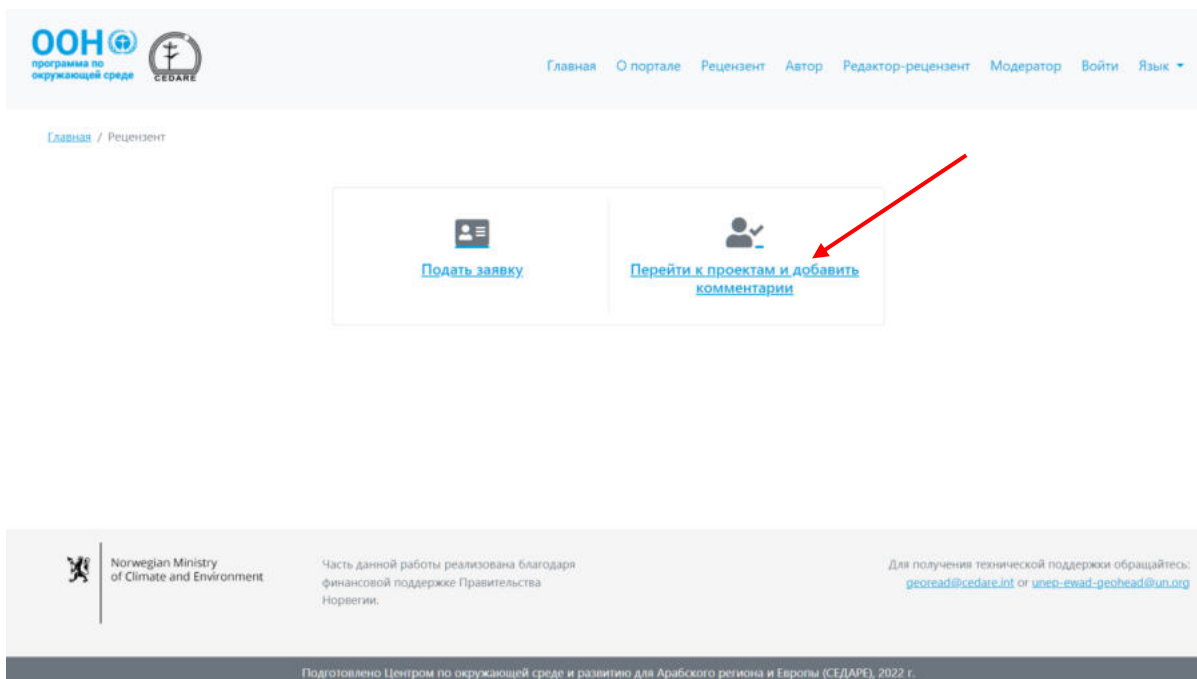 ООН
программа по
окружающей среде
CEDARE
Главная О портале Рецензент Автор Редактор-рецензент Модератор Войти Язык
Главная / Рецензент
Подать заявку
Перейти к проектам и добавить
комментарии
Norwegian Ministry
of Climate and Environment
Часть данной работы реализована благодаря
финансовой поддержке Правительства
Норвегии.
Для получения технической поддержки обращайтесь:
georead@cedare.int or unep-ewad-geohead@un.org
Подготовлено Центром по окружающей среде и развитию для Арабского региона и Европы (СЕДАРЕ), 2022 г.